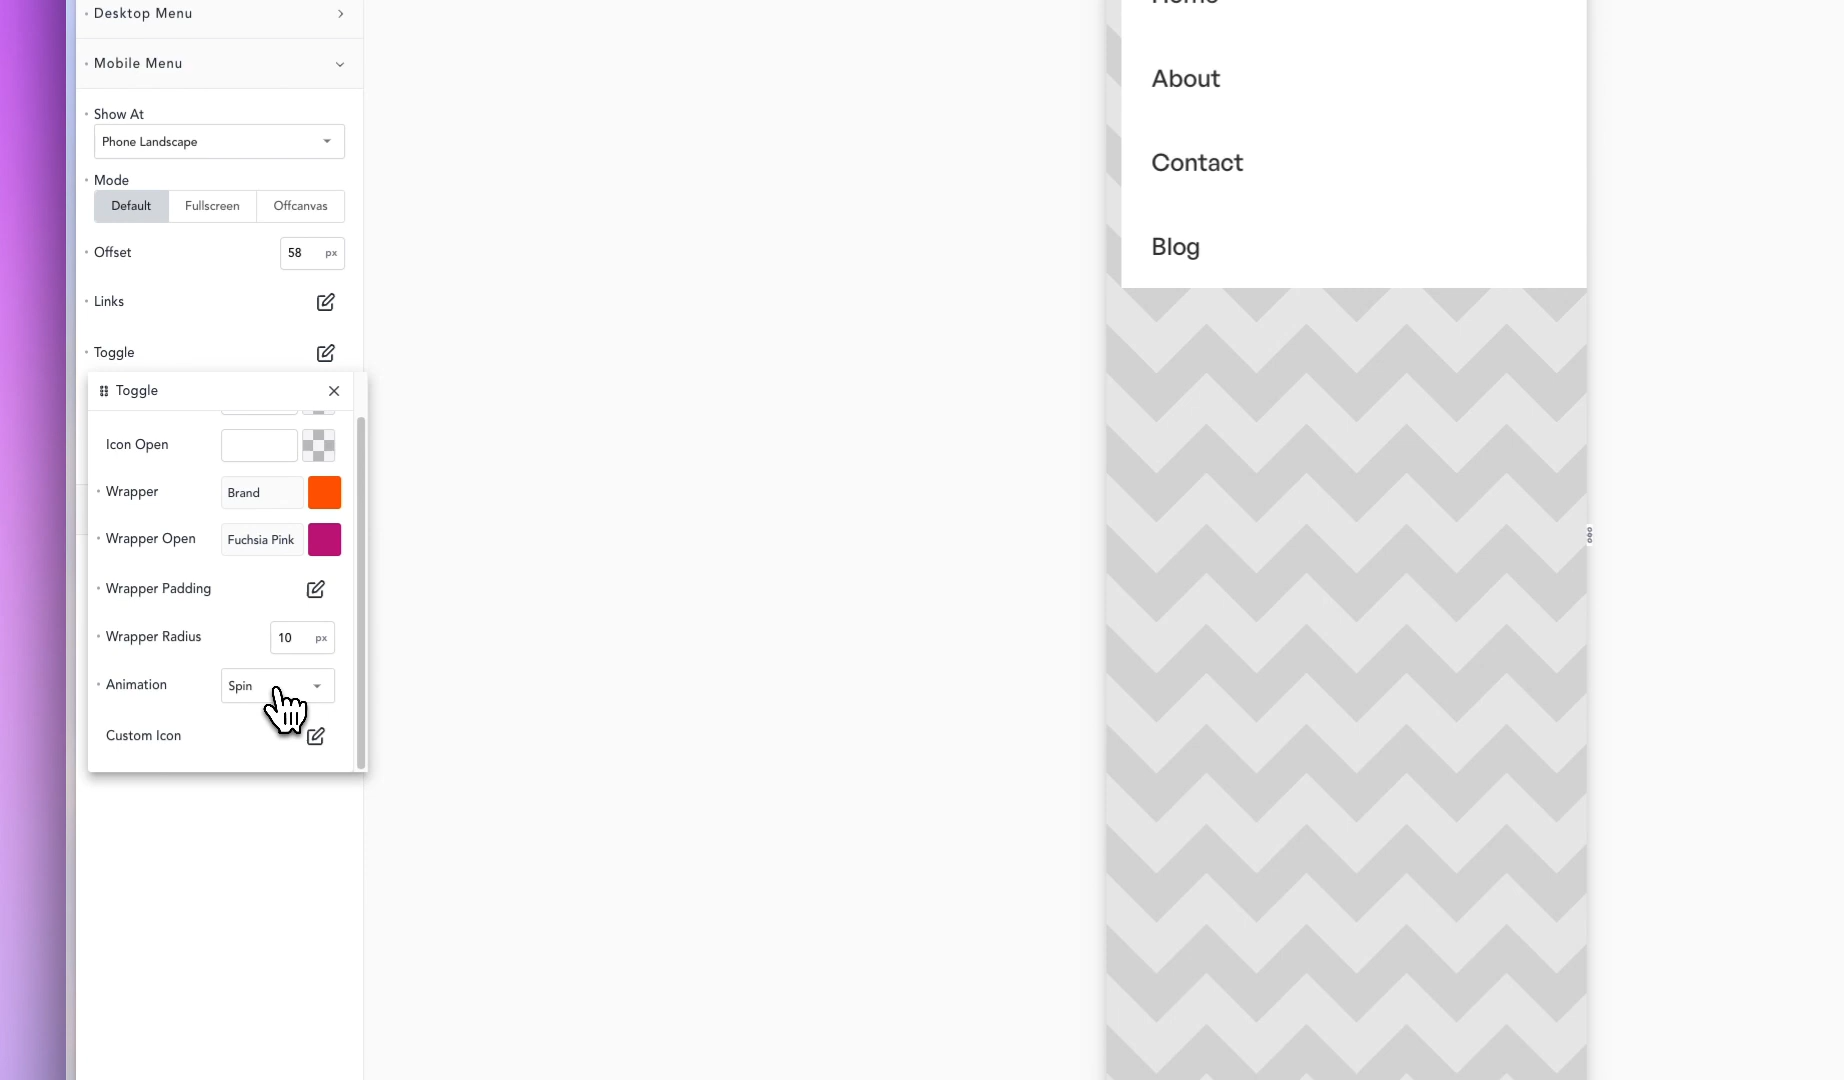 Desktop Menu
Mobile Menu
Show At
Phone Landscape
Mode
Default Fullscreen Offcanvas
Offset 58 px
Links
Toggle
Toggle
Icon Open
Wrapper Brand
Wrapper Open Fuchsia Pink
Wrapper Padding
Wrapper Radius 10 px
Animation Spin
Custom Icon
Home
About
Contact
Blog